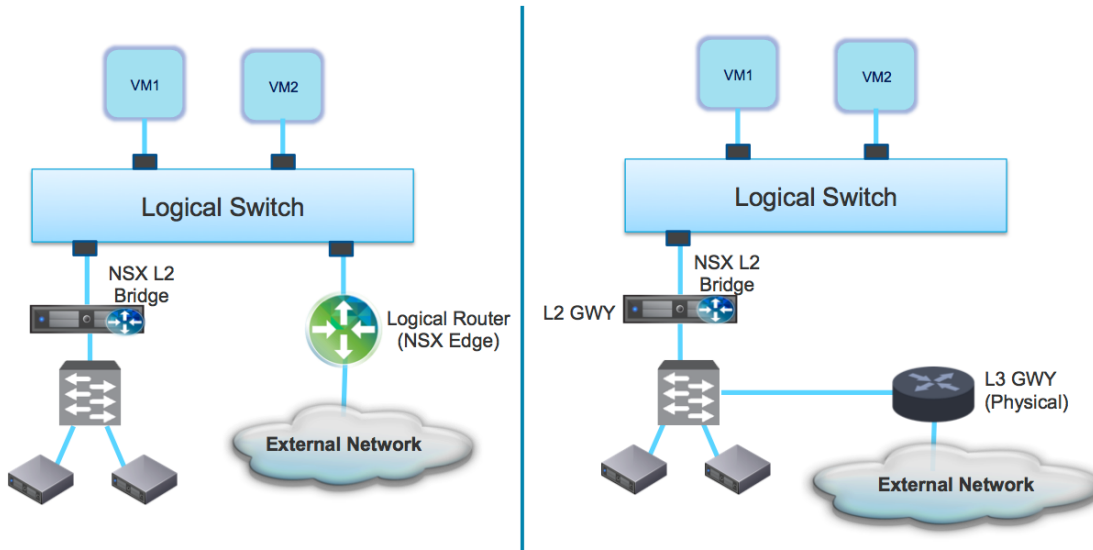 VM1
VM2
Logical Switch
NSX L2
Bridge
Logical Router
(NSX Edge)
External Network
VM1
VM2
Logical Switch
NSX L2
Bridge
L2 GWY
L3 GWY
(Physical)
External Network